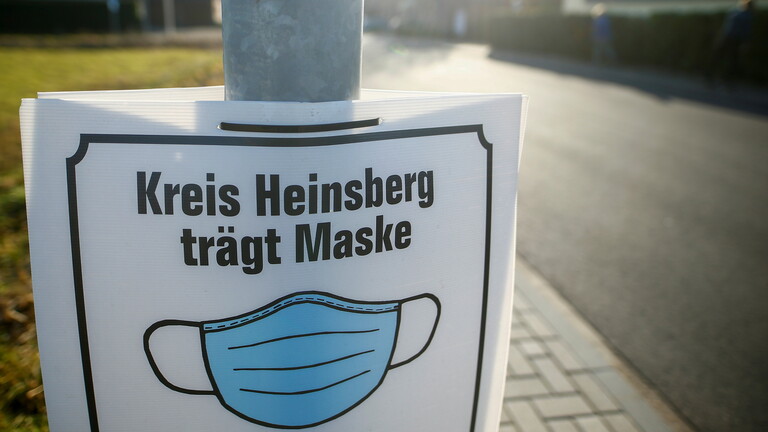 Kreis Heinsberg
trägt Maske